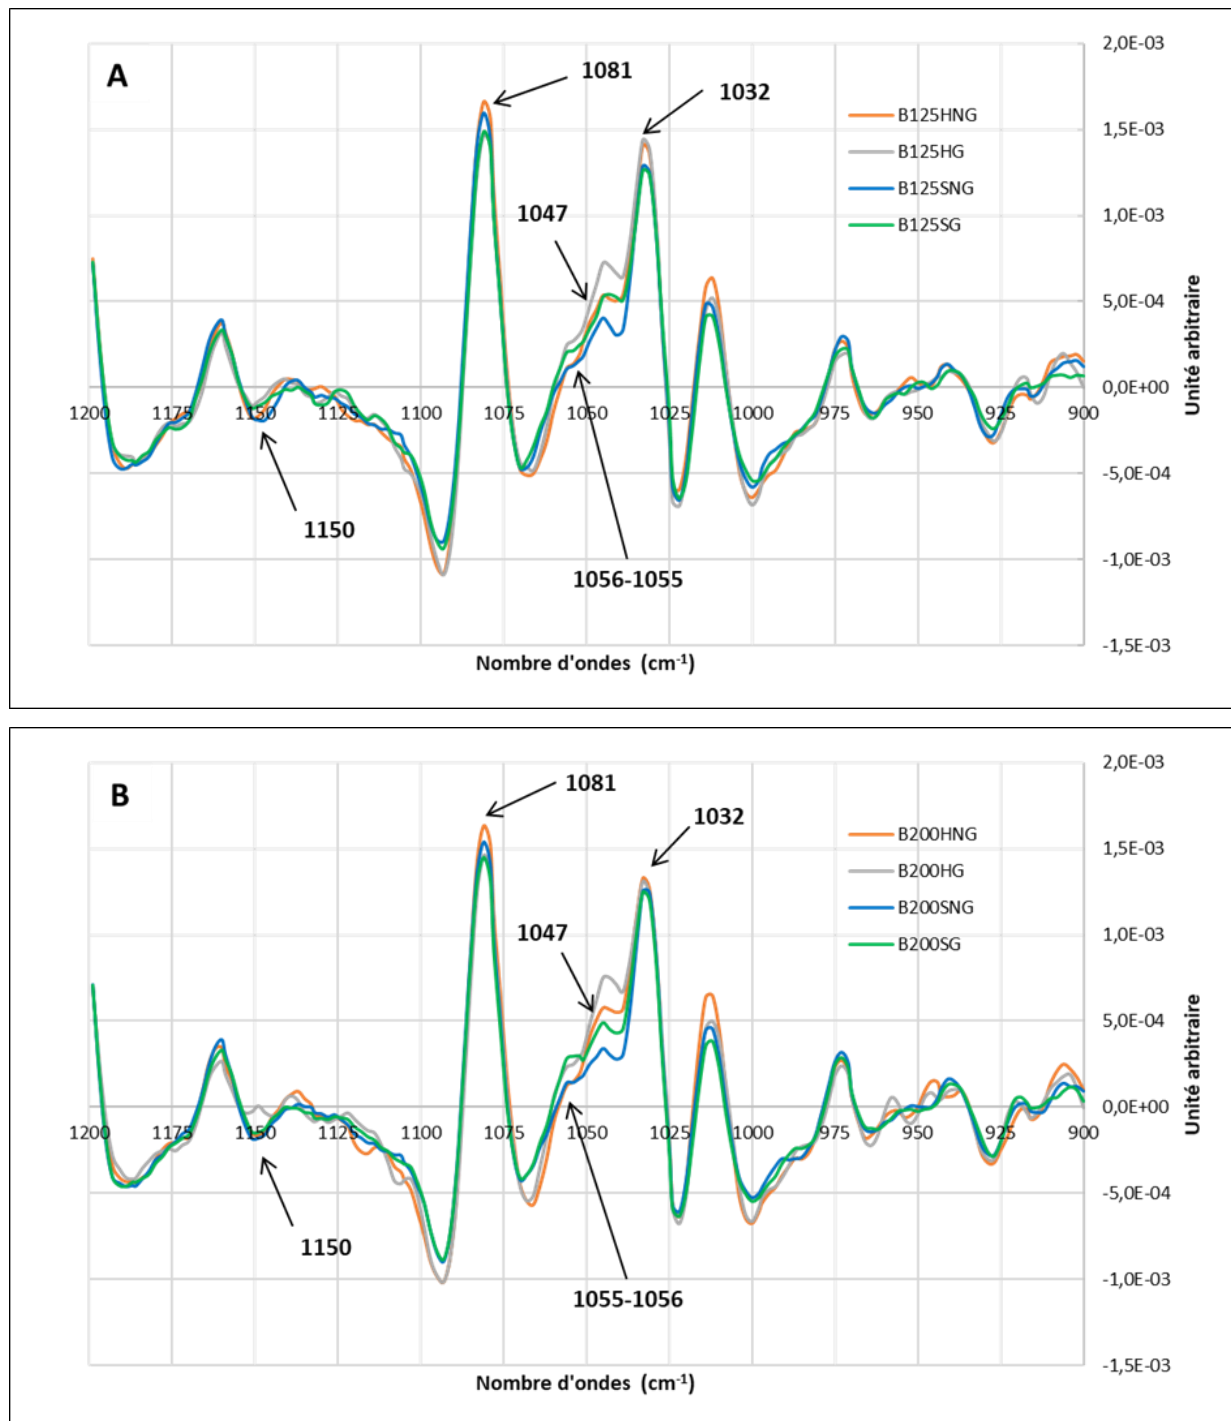 2,0E-03
A
1081
1032
B125HNG
1,5E-03
B125HG
B125SNG
1047
1,0E-03
B125SG
5,0E-04
Unité arbitraire
0,0E+00
1200 1175 1150 1125 1100 1075 1050 1025 1000 975 950 925 900
-5,0E-04
1150
-1,0E-03
1056-1055
-1,5E-03
Nombre d'ondes (cm⁻¹)
2,0E-03
B
1081
1032
B200HNG
1,5E-03
B200HG
B200SNG
1047
1,0E-03
B200SG
5,0E-04
Unité arbitraire
0,0E+00
1200 1175 1150 1125 1100 1075 1050 1025 1000 975 950 925 900
-5,0E-04
1150
-1,0E-03
1055-1056
-1,5E-03
Nombre d'ondes (cm⁻¹)